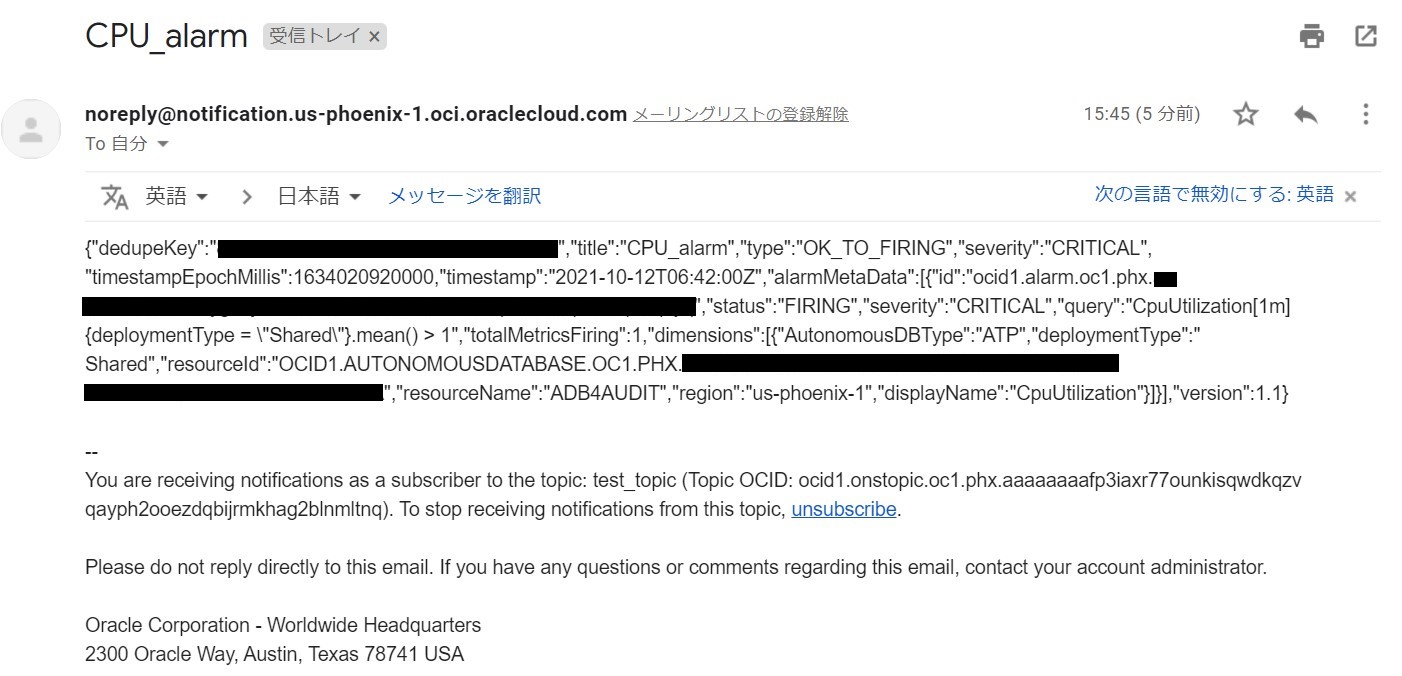 CPU_alarm 受信トレイ ×
noreply@notification.us-phoenix-1.oci.oraclecloud.com メーリングリストの登録解除 15:45 (5 分前)
To 自分
英語 > 日本語 メッセージを翻訳 次の言語で無効にする: 英語 ×
{"dedupeKey":" ","title":"CPU_alarm","type":"OK_TO_FIRING","severity":"CRITICAL",
"timestampEpochMillis":1634020920000,"timestamp":"2021-10-12T06:42:00Z","alarmMetaData":[{"id":"ocid1.alarm.oc1.phx.
","status":"FIRING","severity":"CRITICAL","query":"CpuUtilization[1m]
{deploymentType = \"Shared\"}.mean() > 1","totalMetricsFiring":1,"dimensions":[{"AutonomousDBType":"ATP","deploymentType":"
Shared","resourceId":"OCID1.AUTONOMOUSDATABASE.OC1.PHX.
","resourceName":"ADB4AUDIT","region":"us-phoenix-1","displayName":"CpuUtilization"}]}],"version":1.1}
--
You are receiving notifications as a subscriber to the topic: test_topic (Topic OCID: ocid1.onstopic.oc1.phx.aaaaaaaafp3iaxr77ounkisqwdkqzv
qayph2ooezdqbijrmkhag2blnmltnq). To stop receiving notifications from this topic, unsubscribe.
Please do not reply directly to this email. If you have any questions or comments regarding this email, contact your account administrator.
Oracle Corporation - Worldwide Headquarters
2300 Oracle Way, Austin, Texas 78741 USA